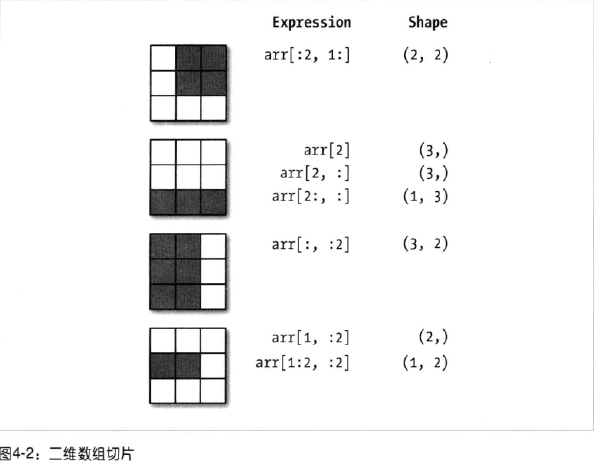 Expression Shape
arr[:2, 1:] (2, 2)
arr[2] (3,)
arr[2, :] (3,)
arr[2:, :] (1, 3)
arr[:, :2] (3, 2)
arr[1, :2] (2,)
arr[1:2, :2] (1, 2)
图4-2：二维数组切片